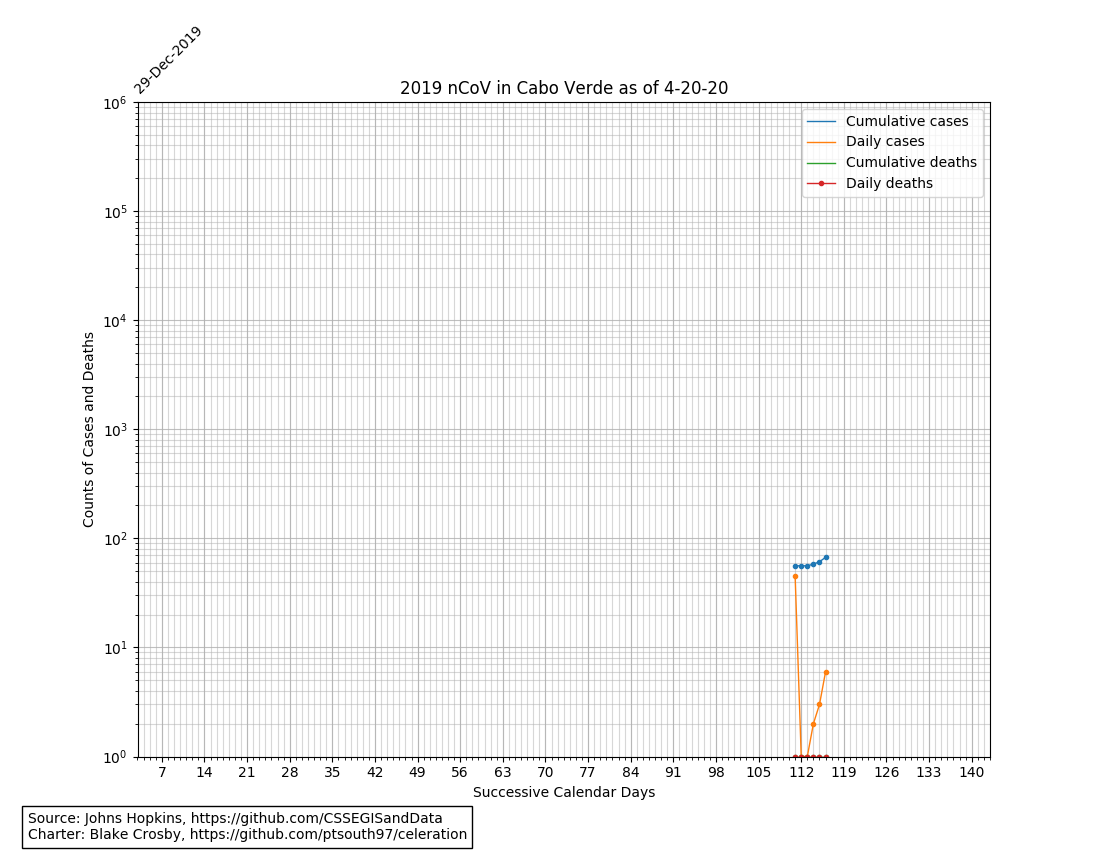 29-Dec-2019
2019 nCoV in Cabo Verde as of 4-20-20
Cumulative cases
Daily cases
Cumulative deaths
Daily deaths
Counts of Cases and Deaths
10⁶
10⁵
10⁴
10³
10²
10¹
10⁰
7 14 21 28 35 42 49 56 63 70 77 84 91 98 105 112 119 126 133 140
Successive Calendar Days
Source: Johns Hopkins, https://github.com/CSSEGISandData
Charter: Blake Crosby, https://github.com/ptsouth97/celeration